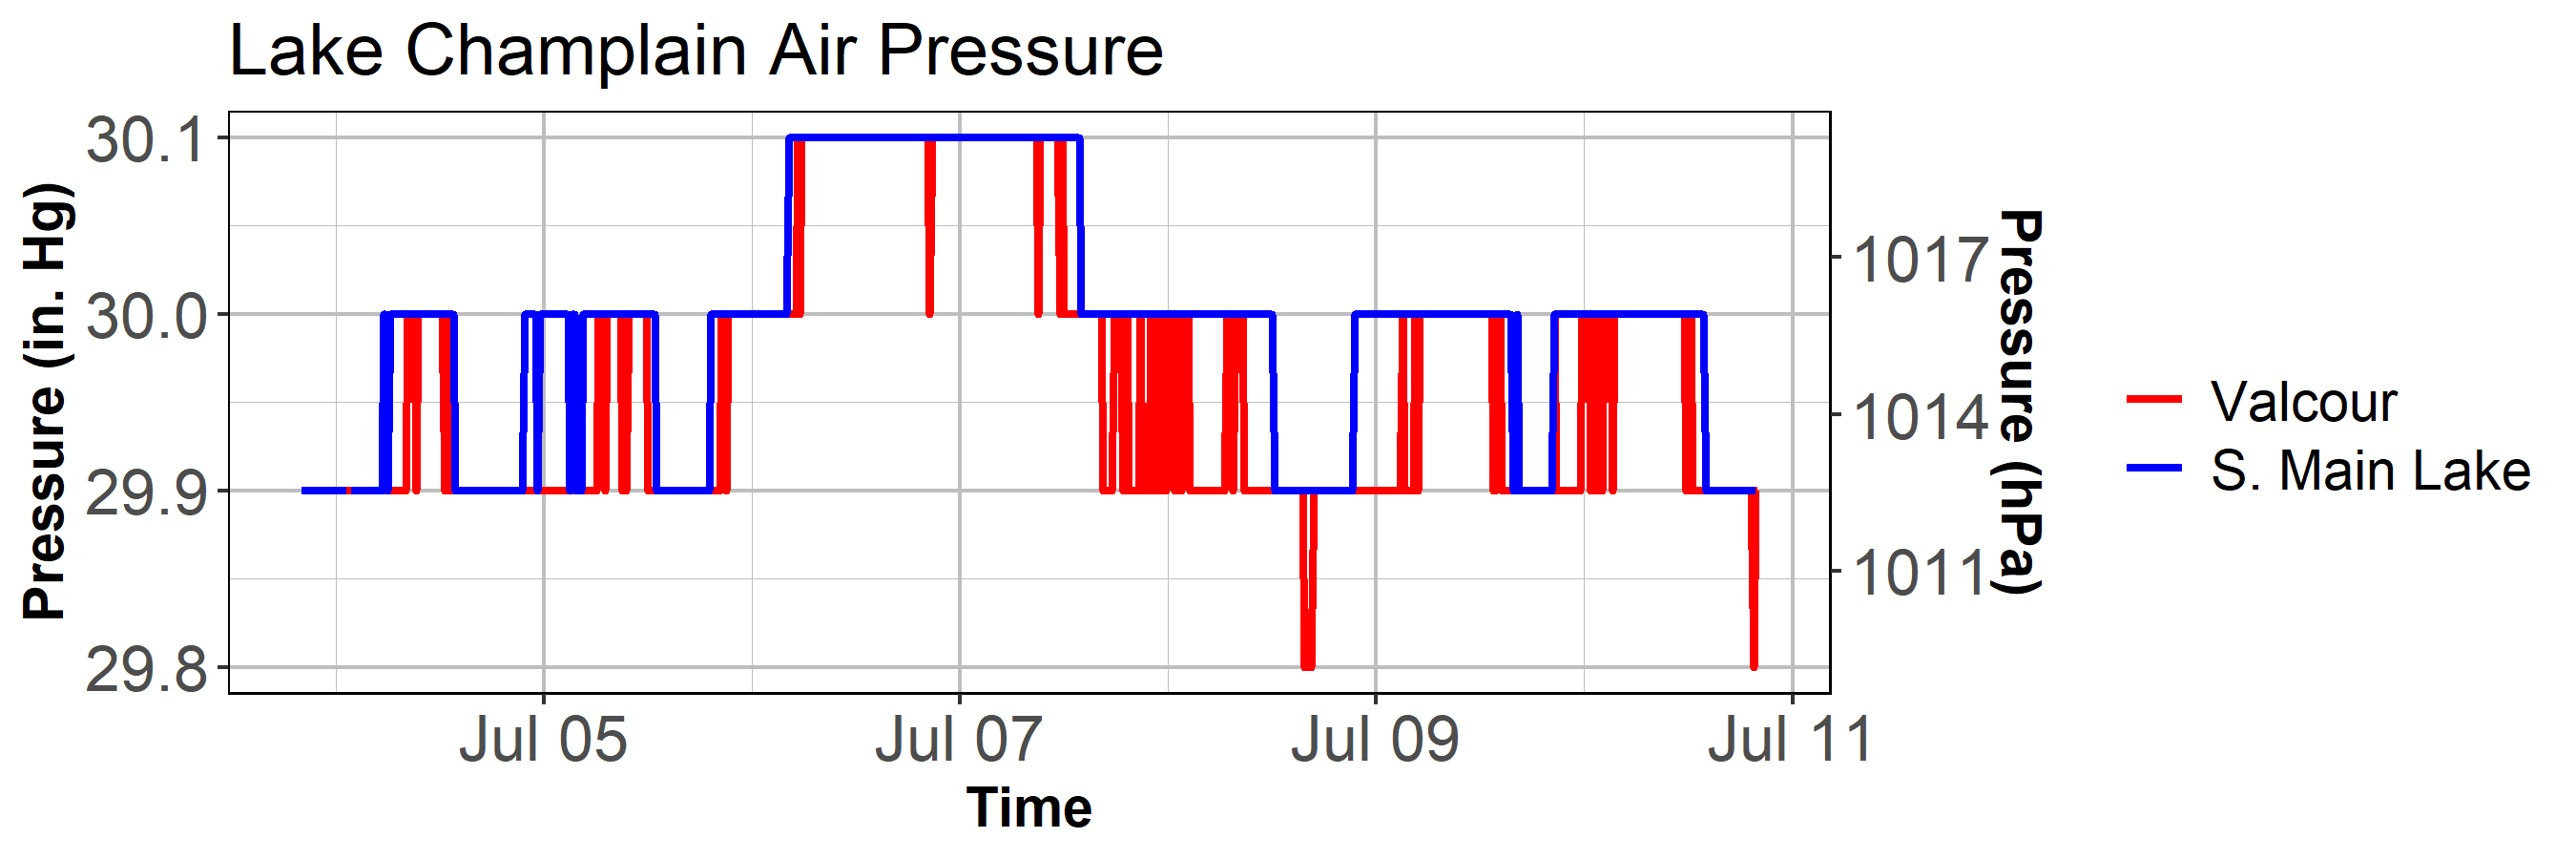 Lake Champlain Air Pressure
Pressure (in. Hg)
30.1
30.0
29.9
29.8
Jul 05
Jul 07
Jul 09
Jul 11
Time
1017
1014
1011
Pressure (hPa)
Valcour
S. Main Lake